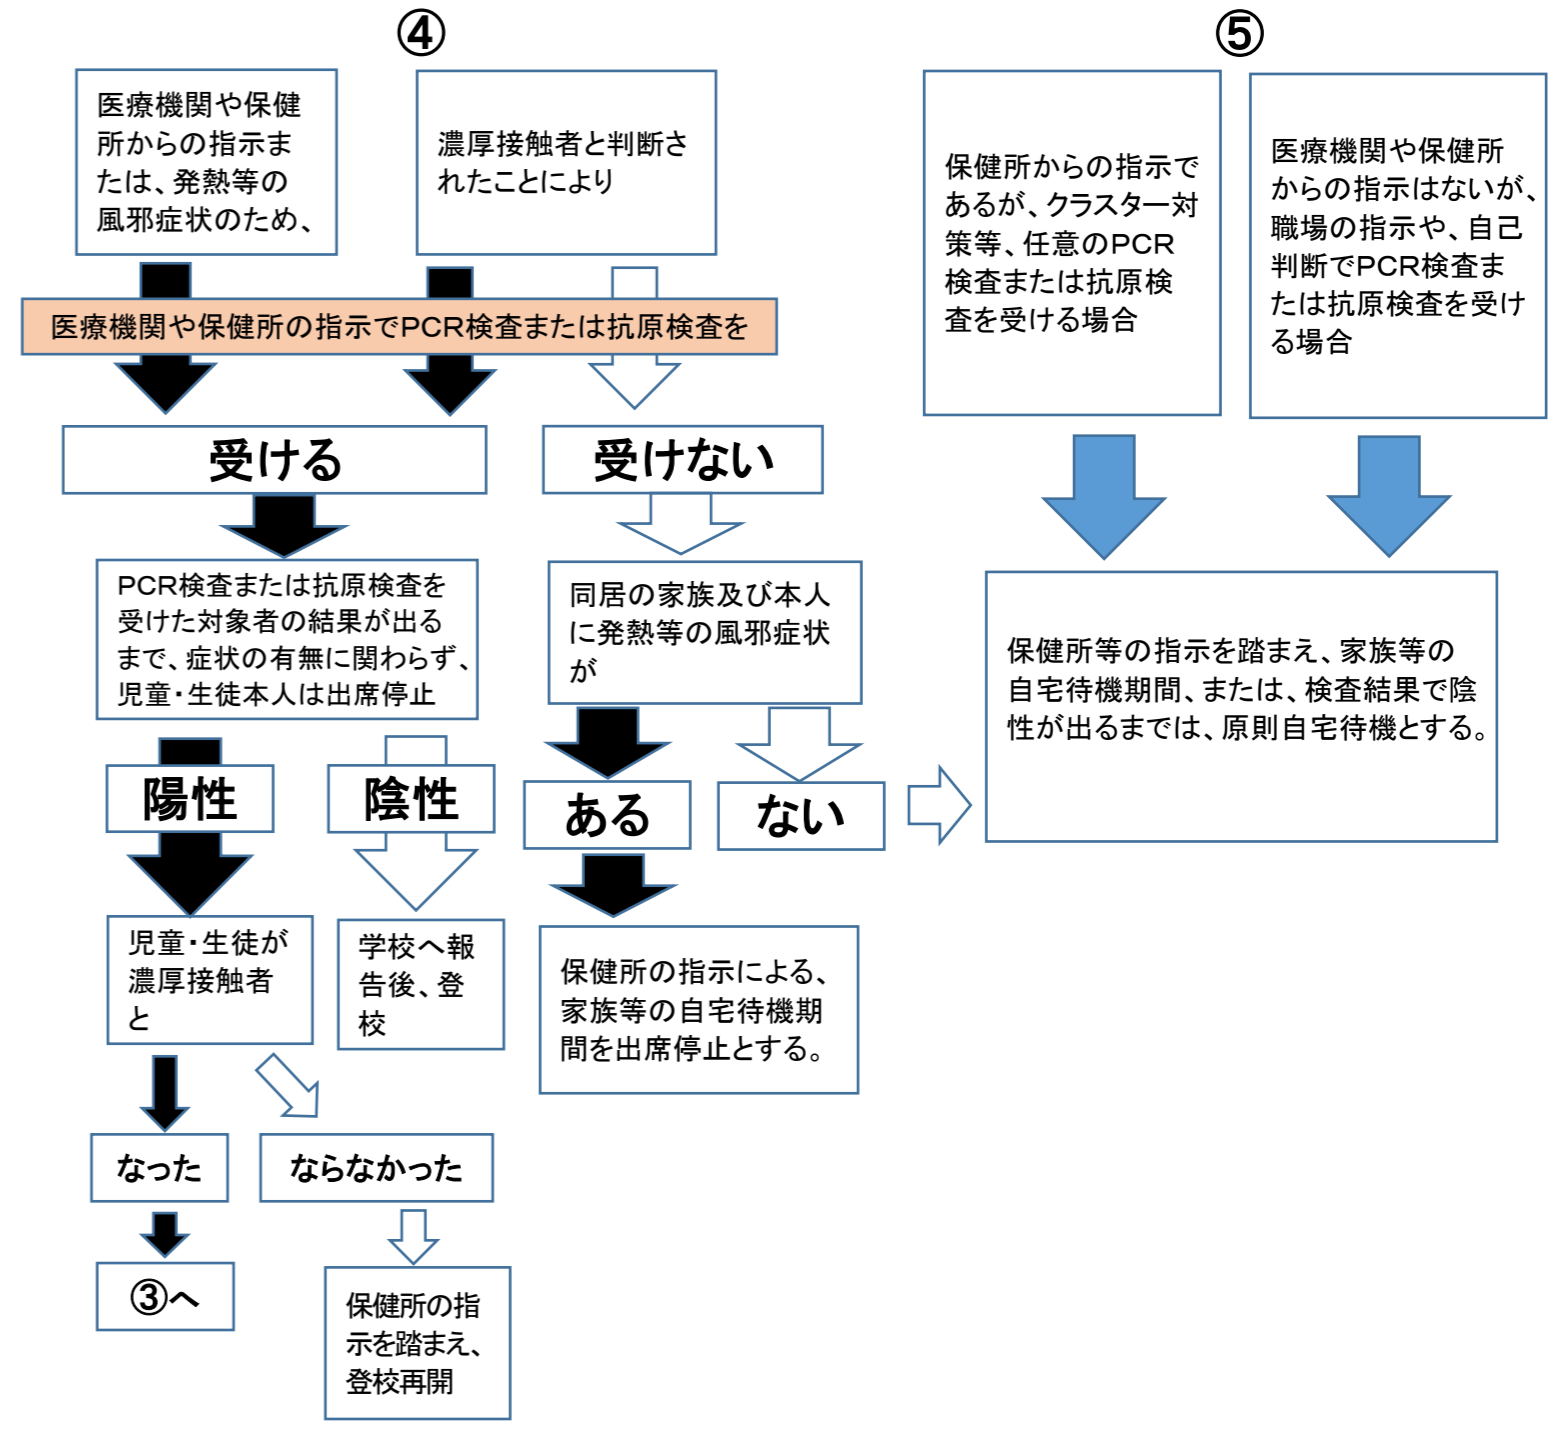 ④
医療機関や保健
所からの指示ま
たは、発熱等の
風邪症状のため、
濃厚接触者と判断さ
れたことにより
医療機関や保健所の指示でPCR検査または抗原検査を
受ける
受けない
PCR検査または抗原検査を
受けた対象者の結果が出る
まで、症状の有無に関わらず、
児童・生徒本人は出席停止
同居の家族及び本人
に発熱等の風邪症状
が
陽性
陰性
ある
ない
児童・生徒が
濃厚接触者
と
学校へ報
告後、登
校
保健所の指示による、
家族等の自宅待機期
間を出席停止とする。
なった
ならなかった
③へ
保健所の指
示を踏まえ、
登校再開
⑤
保健所からの指示で
あるが、クラスター対
策等、任意のPCR
検査または抗原検
査を受ける場合
医療機関や保健所
からの指示はないが、
職場の指示や、自己
判断でPCR検査ま
たは抗原検査を受け
る場合
保健所等の指示を踏まえ、家族等の
自宅待機期間、または、検査結果で陰
性が出るまでは、原則自宅待機とする。